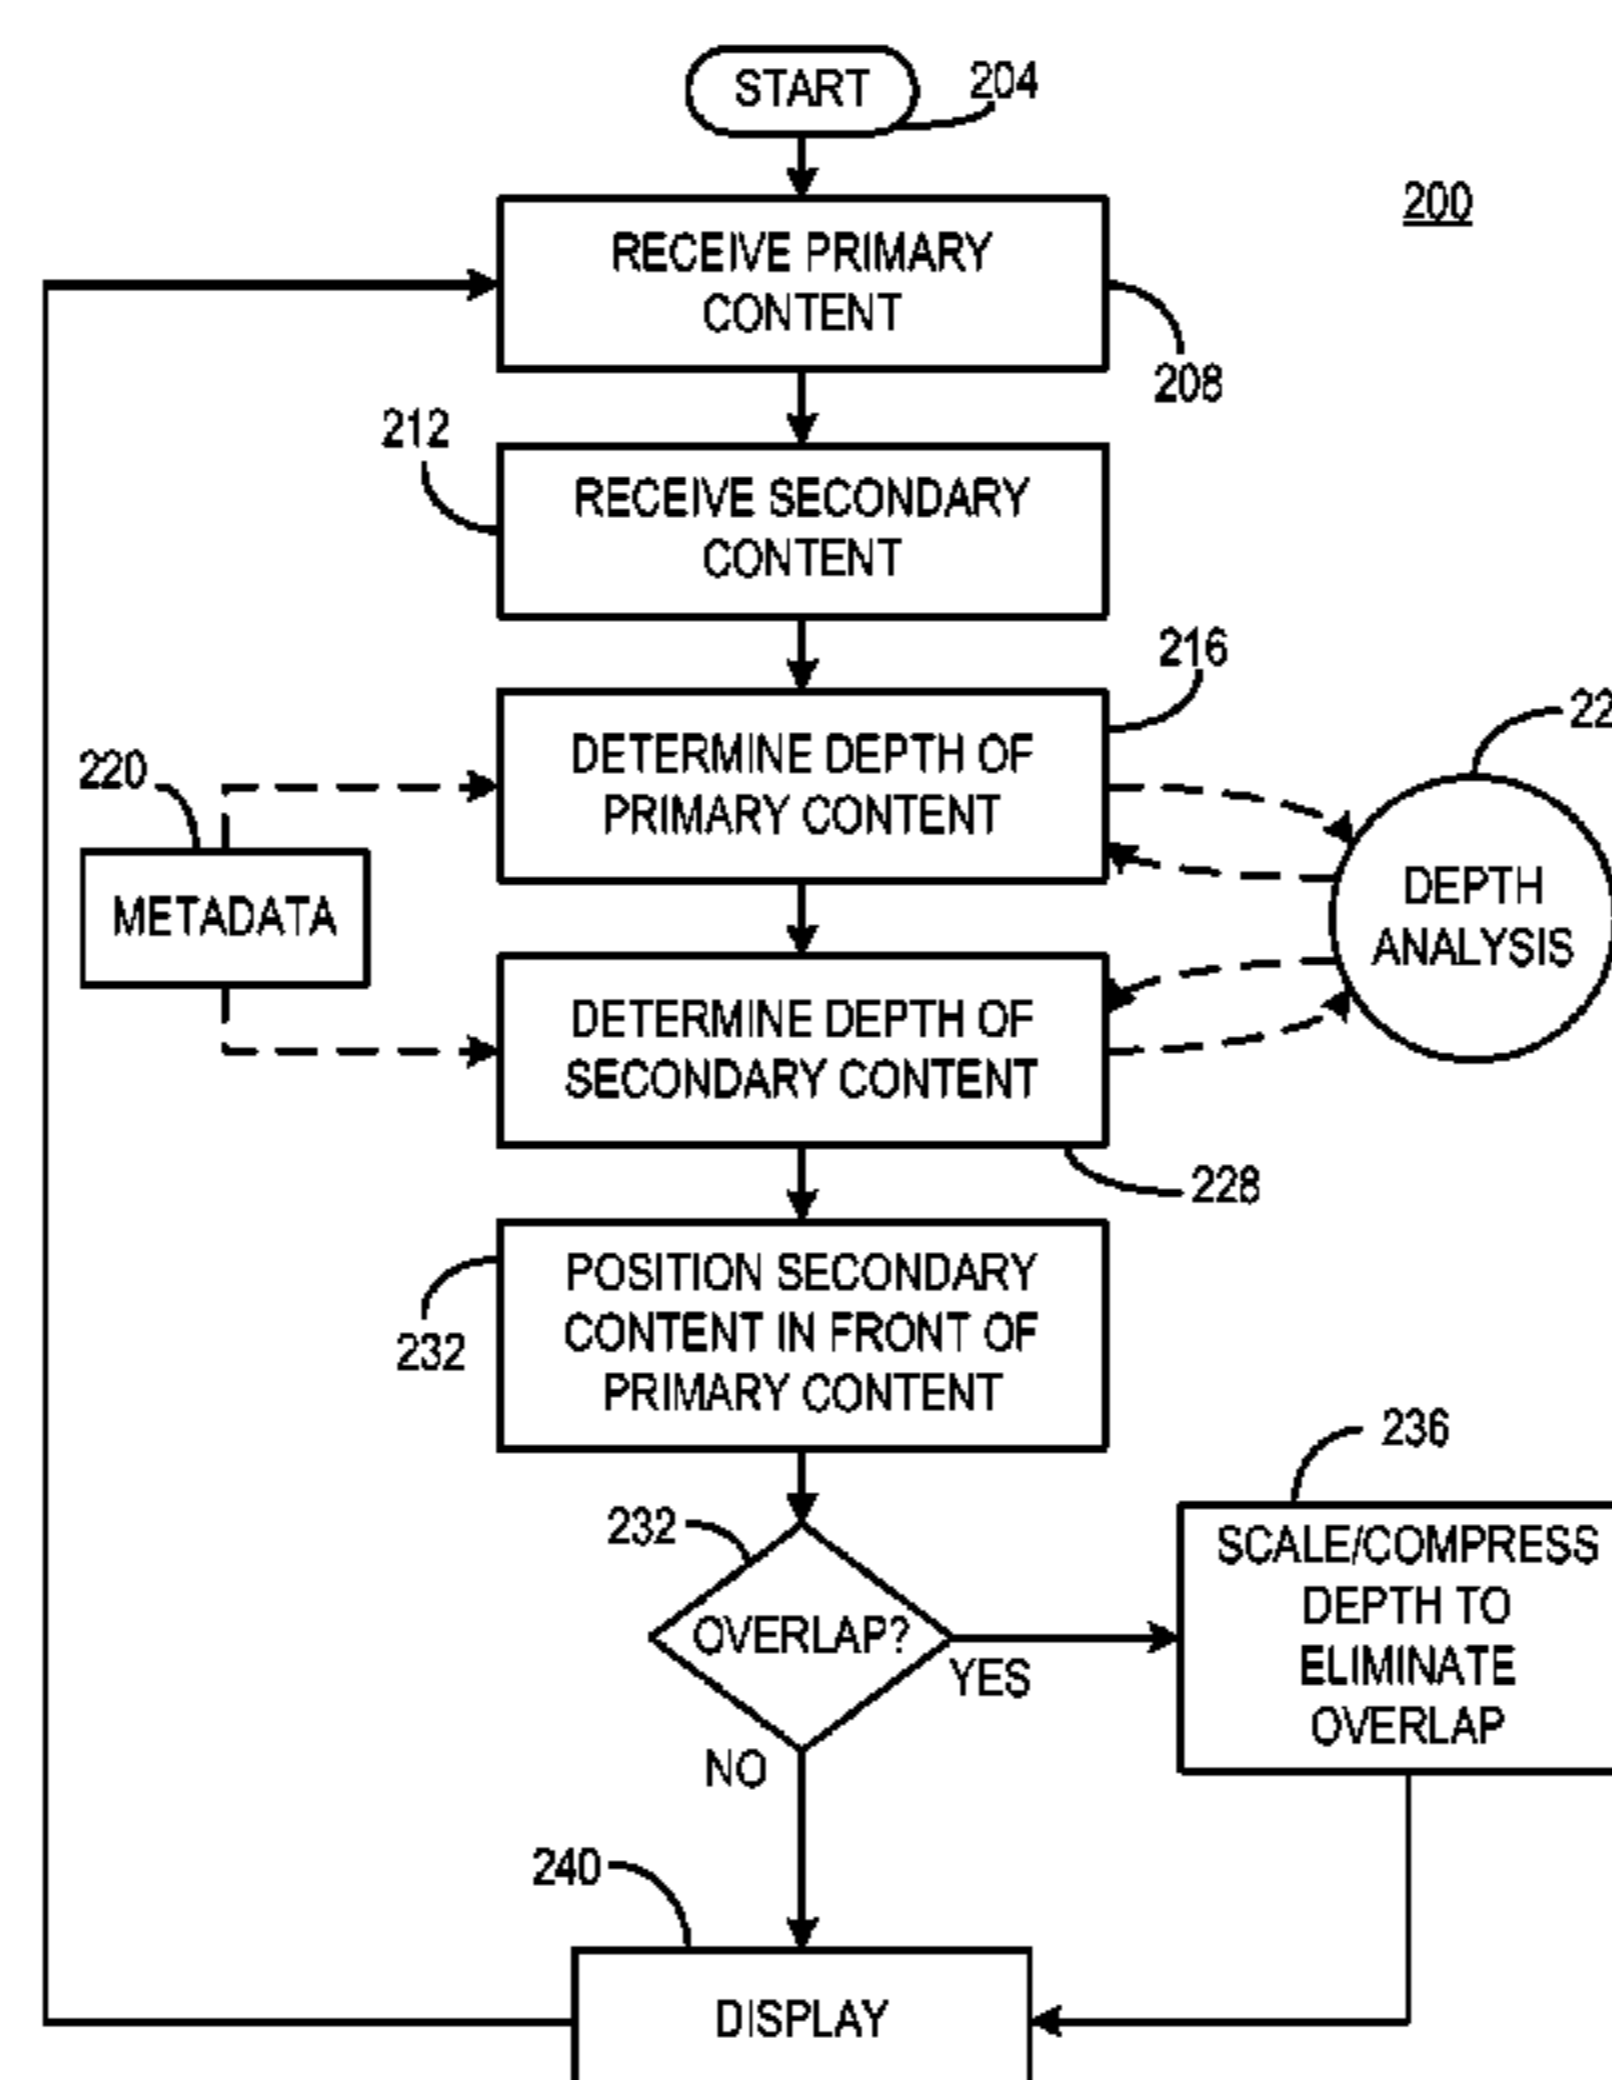 START
204
200
RECEIVE PRIMARY
CONTENT
208
212
RECEIVE SECONDARY
CONTENT
216
DETERMINE DEPTH OF
PRIMARY CONTENT
220
METADATA
22
DEPTH
ANALYSIS
DETERMINE DEPTH OF
SECONDARY CONTENT
228
POSITION SECONDARY
CONTENT IN FRONT OF
PRIMARY CONTENT
232
236
SCALE/COMPRESS
DEPTH TO
ELIMINATE
OVERLAP
232
OVERLAP?
YES
NO
240
DISPLAY